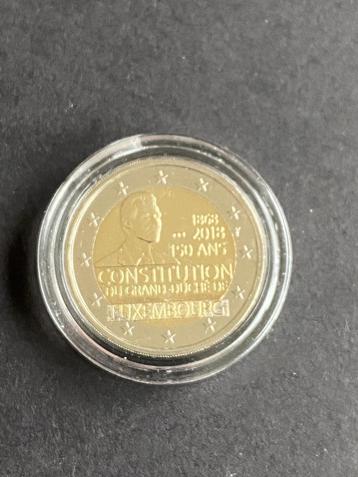 1868
... 2018
150 ANS
CONSTITUTION
DU GRAND-DUCHÉ DE
LUXEMBOURG